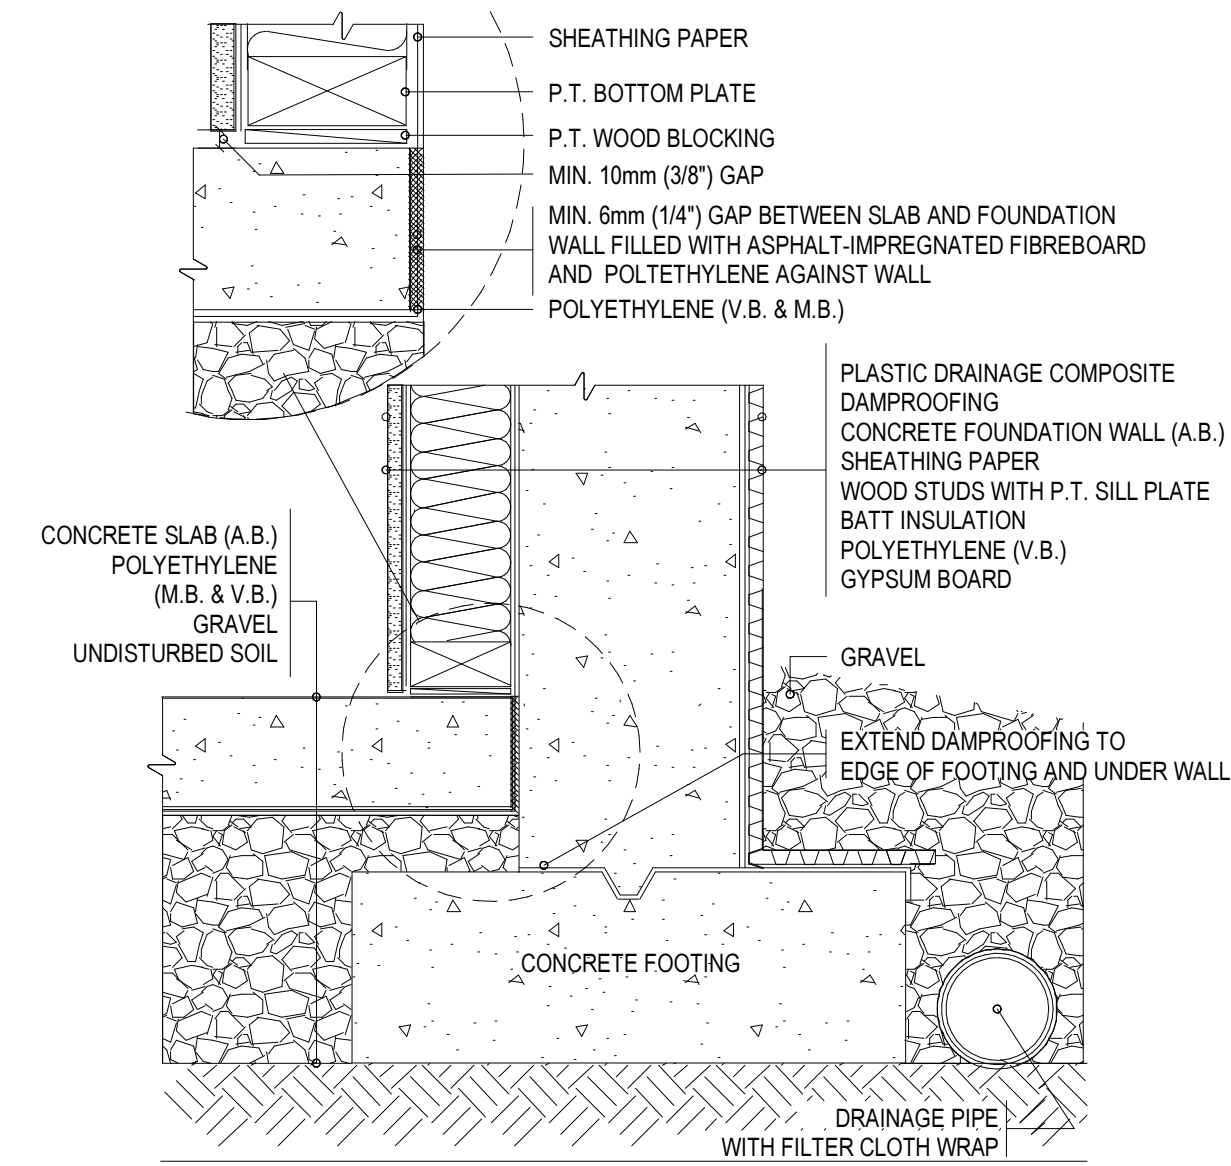 SHEATHING PAPER
P.T. BOTTOM PLATE
P.T. WOOD BLOCKING
MIN. 10mm (3/8") GAP
MIN. 6mm (1/4") GAP BETWEEN SLAB AND FOUNDATION
WALL FILLED WITH ASPHALT-IMPREGNATED FIBREBOARD
AND POLTETHYLENE AGAINST WALL
POLYETHYLENE (V.B. & M.B.)
PLASTIC DRAINAGE COMPOSITE
DAMPROOFING
CONCRETE FOUNDATION WALL (A.B.)
SHEATHING PAPER
WOOD STUDS WITH P.T. SILL PLATE
BATT INSULATION
POLYETHYLENE (V.B.)
GYPSUM BOARD
CONCRETE SLAB (A.B.)
POLYETHYLENE
(M.B. & V.B.)
GRAVEL
UNDISTURBED SOIL
GRAVEL
EXTEND DAMPROOFING TO
EDGE OF FOOTING AND UNDER WALL
CONCRETE FOOTING
DRAINAGE PIPE
WITH FILTER CLOTH WRAP